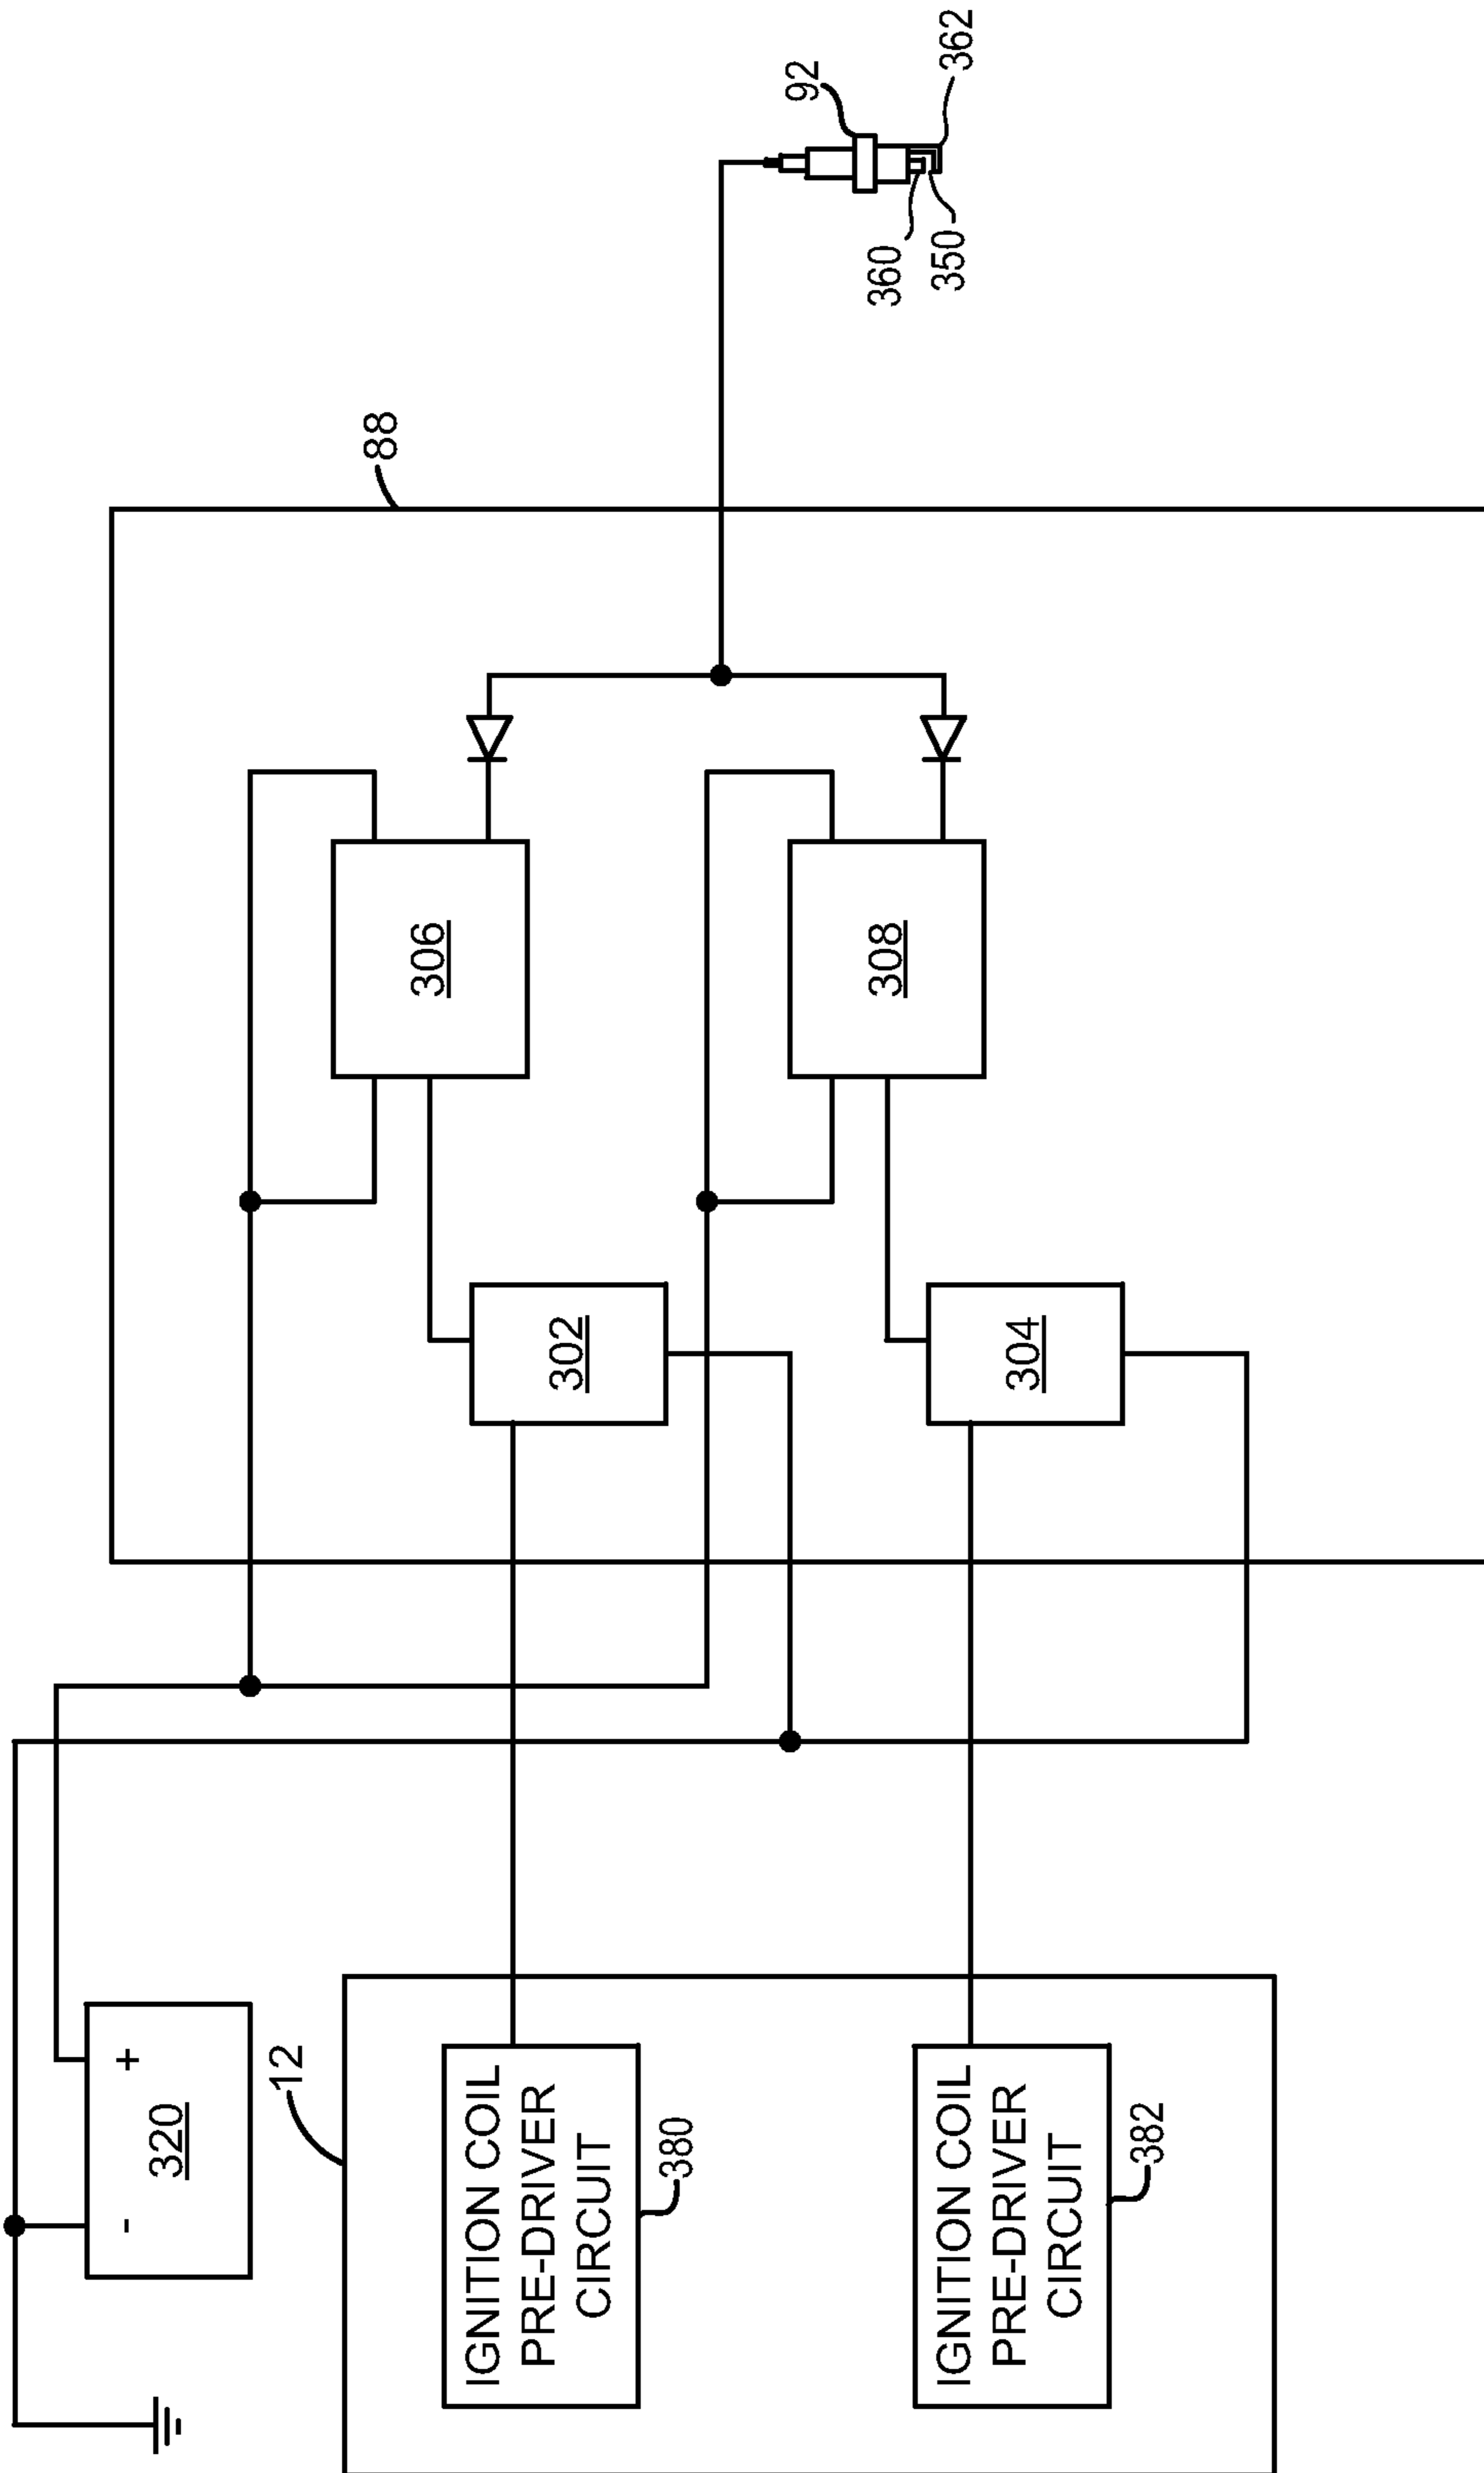 320
-
+
12
IGNITION COIL
PRE-DRIVER
CIRCUIT
380
IGNITION COIL
PRE-DRIVER
CIRCUIT
382
88
302
306
304
308
92
360
350
362